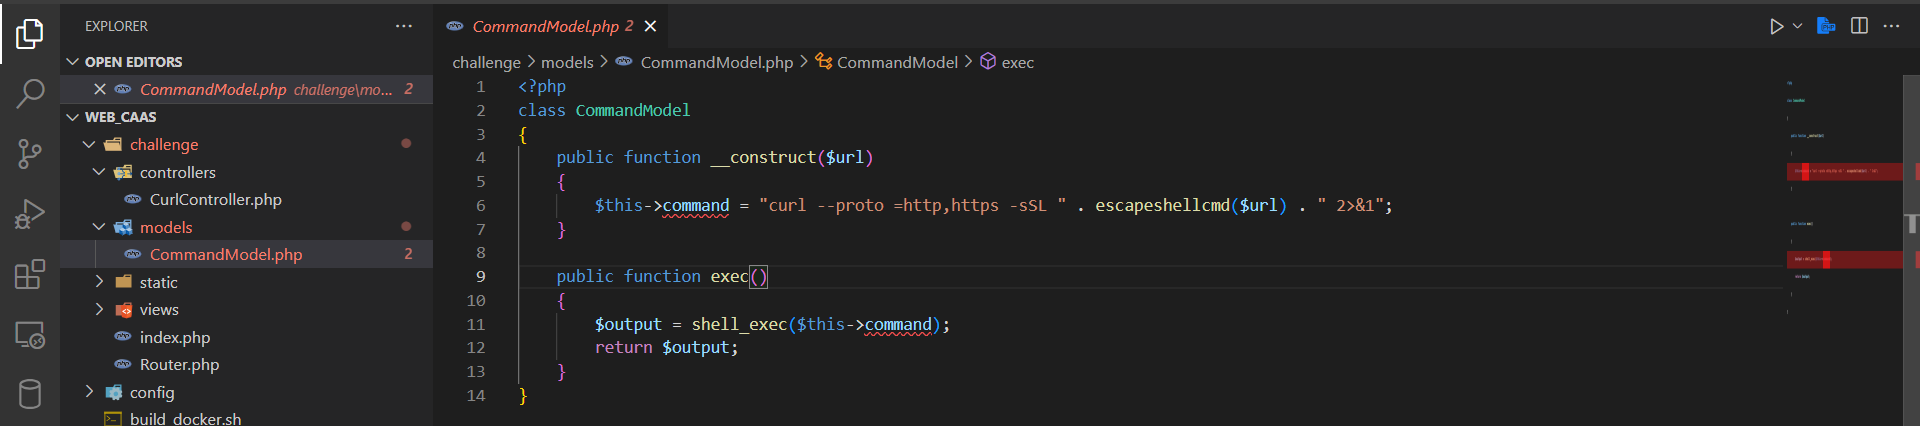 EXPLORER
OPEN EDITORS
CommandModel.php challenge\mo... 2
WEB_CAAS
challenge
controllers
CurlController.php
models
CommandModel.php 2
static
views
index.php
Router.php
config
build_docker.sh
CommandModel.php 2
challenge > models > CommandModel.php > CommandModel > exec
1 <?php
2 class CommandModel
3 {
4 public function __construct($url)
5 {
6 $this->command = "curl --proto =http,https -sSL " . escapeshellcmd($url) . " 2>&1";
7 }
8
9 public function exec()
10 {
11 $output = shell_exec($this->command);
12 return $output;
13 }
14 }